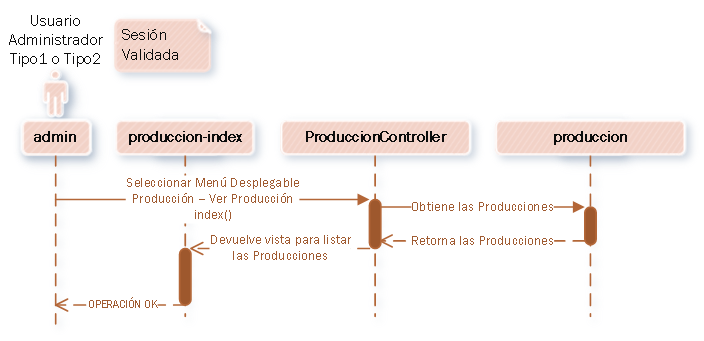 Usuario
Administrador
Tipo1 o Tipo2
Sesión
Validada
admin
produccion-index
ProduccionController
produccion
Seleccionar Menú Desplegable
Producción – Ver Producción
index()
Obtiene las Producciones
Devuelve vista para listar
las Producciones
Retorna las Producciones
OPERACIÓN OK